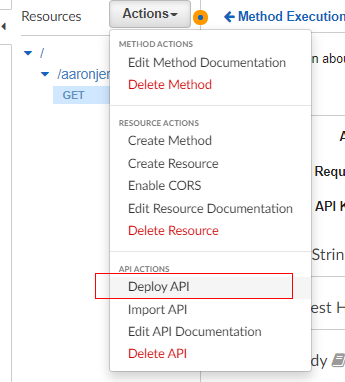 Resources
Actions
Method Execution
/
n abou
/aaronjer
GET
METHOD ACTIONS
Edit Method Documentation
Delete Method
RESOURCE ACTIONS
Create Method
A
Create Resource
Requ
Enable CORS
API K
Edit Resource Documentation
Delete Resource
String
API ACTIONS
Deploy API
Import API
est H
Edit API Documentation
Delete API
dy